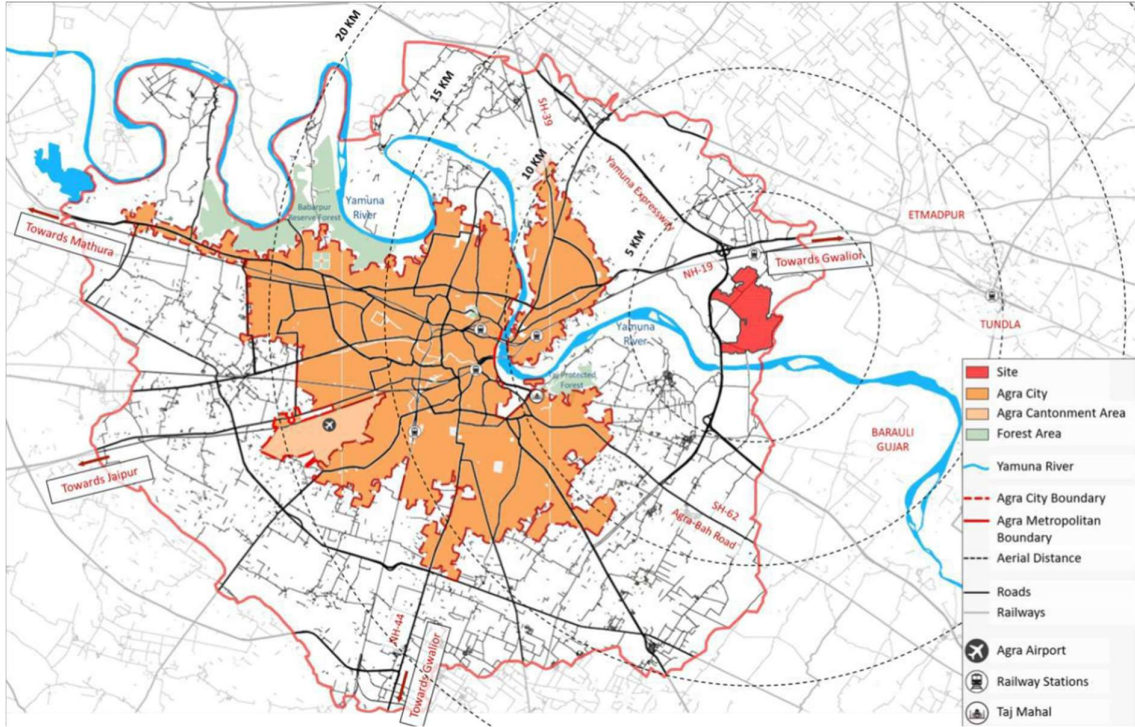 20 KM
15 KM
SH-39
10 KM
Yamuna Expressway
Babarpur
Reserve Forest
Yamuna
River
ETMADPUR
Towards Mathura
5 KM
NH-19
Towards Gwalior
TUNDLA
Yamuna
River
Taj Protected
Forest
BARAULI
GUJAR
Towards Jaipur
SH-62
Agra-Bah Road
NH-44
Towards Gwalior
Site
Agra City
Agra Cantonment Area
Forest Area
Yamuna River
Agra City Boundary
Agra Metropolitan
Boundary
Aerial Distance
Roads
Railways
Agra Airport
Railway Stations
Taj Mahal